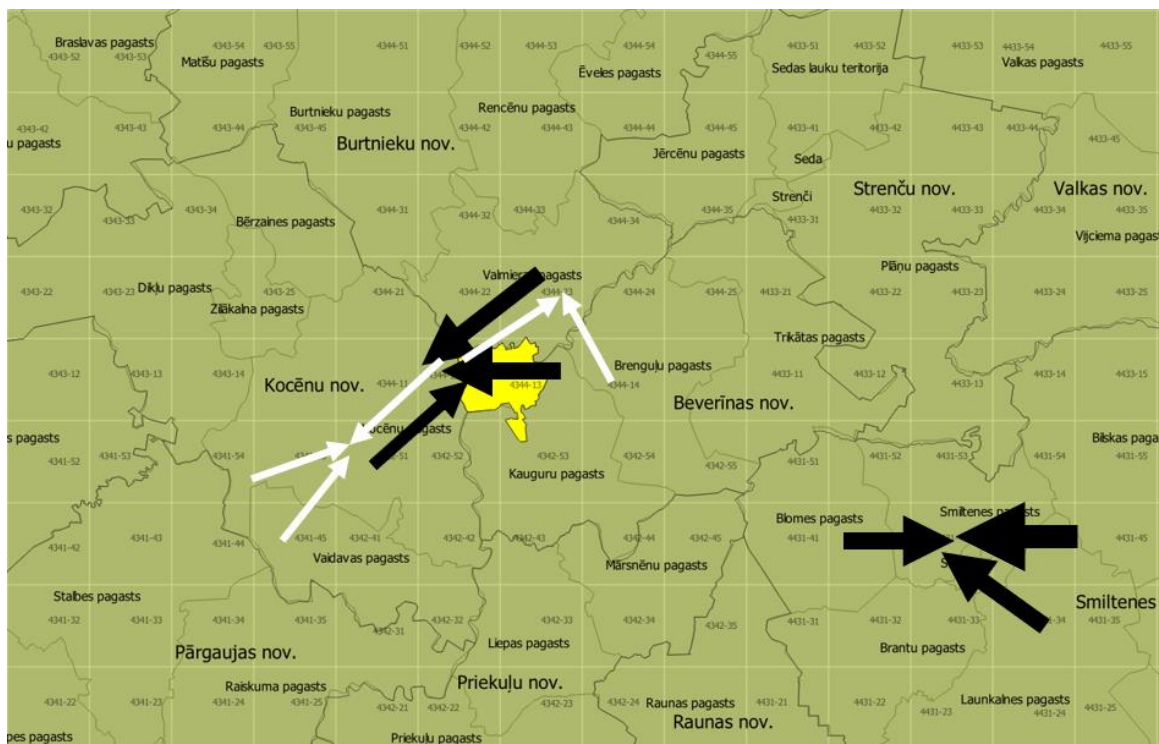 Braslavas pagasts 4343-54 4343-55 4344-51 4344-52 4344-53 4344-54 4433-51 4433-52 4433-53 4433-54 4433-55
4343-52 4343-53 Matīšu pagasts 4344-55 Sedas lauku teritorija Valkas pagasts
Ēveles pagasts
Burtnieku pagasts Rencēnu pagasts
4343-42 4343-43 4343-44 4343-45 4344-42 4344-43 4344-44 4344-45 4433-41 4433-42 4433-43 4433-44 4433-45
u pagasts Burtnieku nov.
Jērcēnu pagasts Seda
Strenči Strenču nov. Valkas nov.
4343-32 4343-33 4343-34 4344-31 4344-32 4344-33 4344-34 4344-35 4433-31 4433-32 4433-33 4433-34 4433-35
Bērzaines pagasts
Vijciema pagast
Valmieras pagasts Plāņu pagasts
4343-22 4343-23 Dikļu pagasts 4343-25 4344-21 4344-22 4344-23 4344-24 4344-25 4433-21 4433-22 4433-23 4433-24 4433-25
Zilākalna pagasts
Trikātas pagasts
Brenguļu pagasts
4343-12 4343-13 4343-14 4344-11 4344-13 4344-14 4433-11 4433-12 4433-13 4433-14 4433-15
Kocēnu nov. Beverīnas nov.
Kocēnu pagasts
s pagasts Bilskas paga
4341-52 4341-53 4341-54 4342-51 4342-52 4342-53 4342-54 4342-55 4431-51 4431-52 4431-53 4431-54 4431-55
Kauguru pagasts
Blomes pagasts Smiltenes pagasts
4341-42 4341-43 4341-44 4341-45 4342-41 4342-42 4342-43 4342-44 4342-45 4431-41 4431-45
Vaidavas pagasts Mārsnēnu pagasts
Stalbes pagasts Smiltenes
4341-32 4341-33 4341-34 4341-35 4342-31 4342-33 4342-34 4342-35 4431-31 4431-32 4431-33 4431-35
Liepas pagasts Brantu pagasts
Pārgaujas nov.
Raiskuma pagasts Priekuļu nov.
4341-22 4341-23 4341-24 4341-25 4342-21 4342-22 4342-23 4342-24 Raunas pagasts 4431-21 4431-22 4431-23 Launkalnes pagasts 4431-24 4431-25
Raunas nov.
pes pagasts Priekuļu pagasts